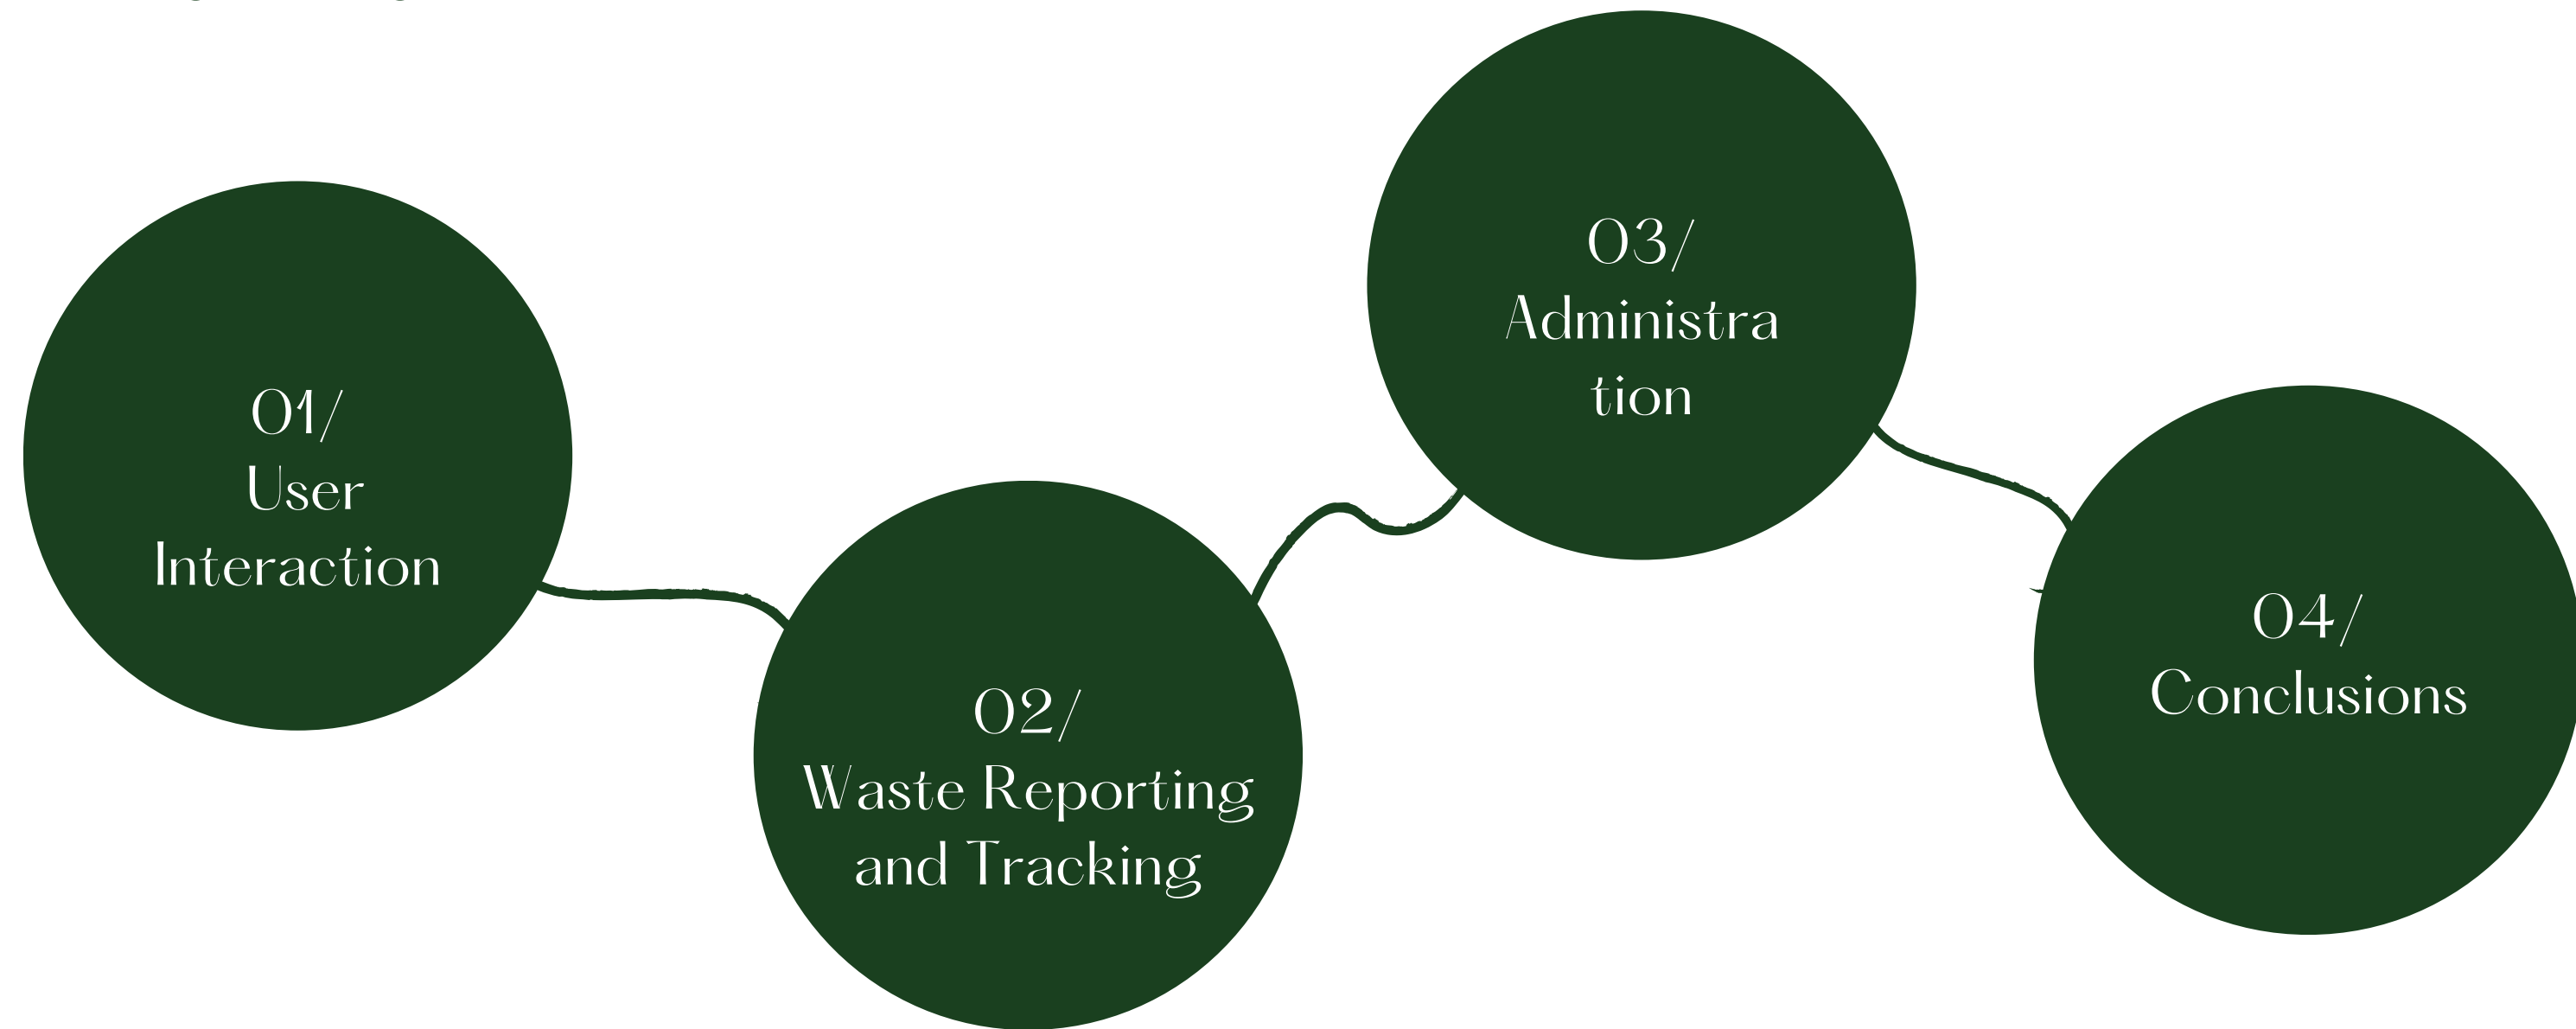 01/
User
Interaction
02/
Waste Reporting
and Tracking
03/
Administra
tion
04/
Conclusions